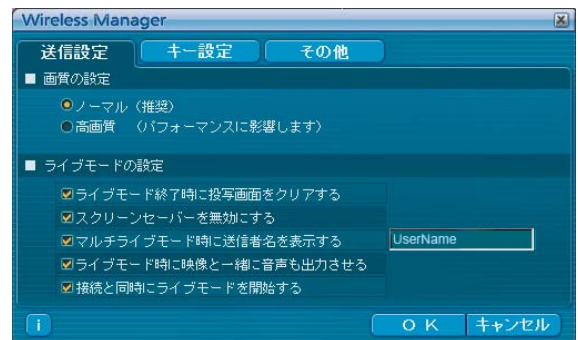 Wireless Manager
送信設定 キー設定 その他
■ 画質の設定
ノーマル（推奨）
高画質 （パフォーマンスに影響します）
■ ライブモードの設定
ライブモード終了時に投写画面をクリアする
スクリーンセーバーを無効にする
マルチライブモード時に送信者名を表示する UserName
ライブモード時に映像と一緒に音声も出力させる
接続と同時にライブモードを開始する
i OK キャンセル